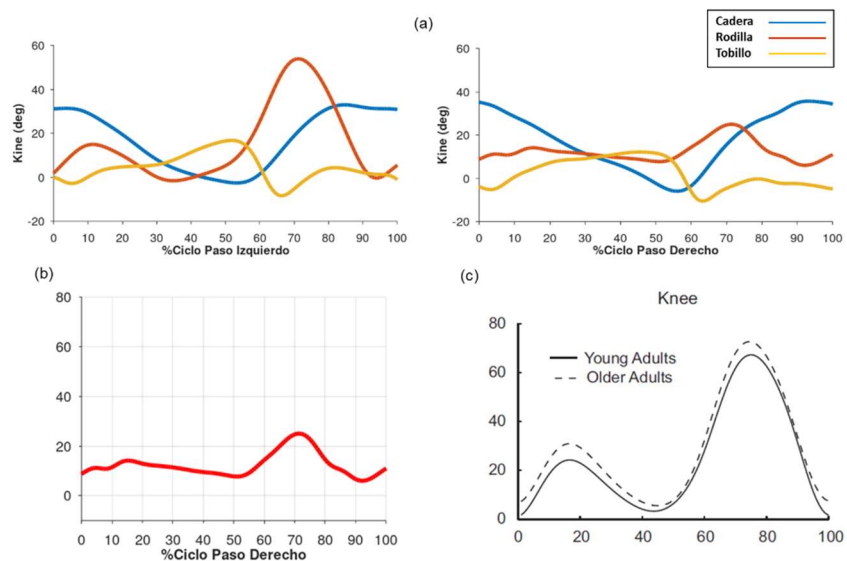 (a)
Cadera
Rodilla
Tobillo
60
40
20
0
-20
Kine (deg)
0 10 20 30 40 50 60 70 80 90 100
%Ciclo Paso Izquierdo
60
40
20
0
-20
Kine (deg)
0 10 20 30 40 50 60 70 80 90 100
%Ciclo Paso Derecho
(b)
80
60
40
20
0
0 10 20 30 40 50 60 70 80 90 100
%Ciclo Paso Derecho
(c)
Knee
80
60
40
20
0
Young Adults
Older Adults
0 20 40 60 80 100